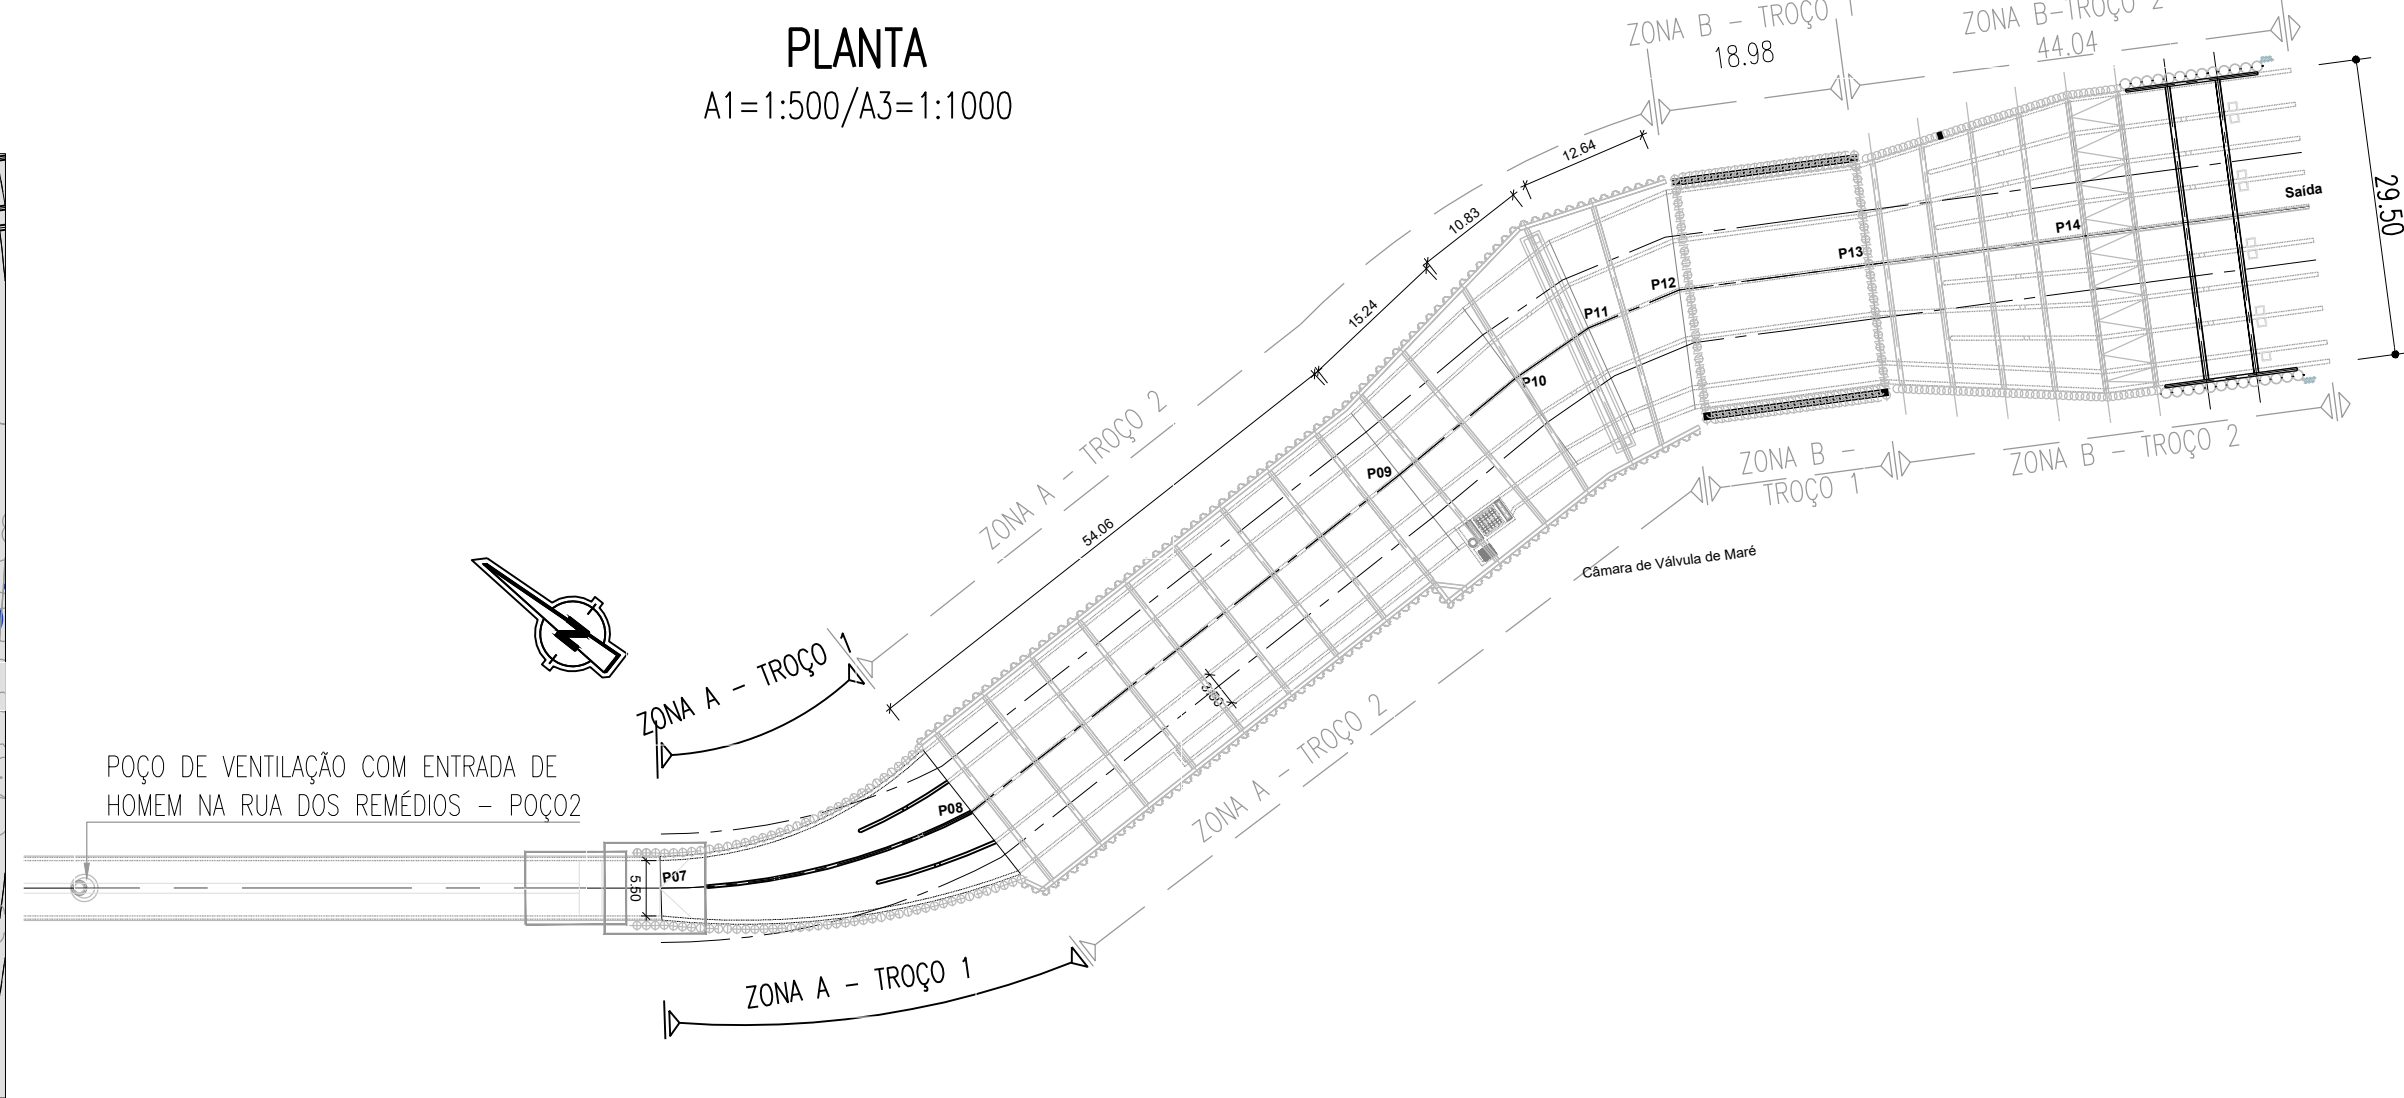 PLANTA
A1=1:500/A3=1:1000
ZONA B - TROÇO 1
18.98
ZONA B-TROÇO 2
44.04
29.50
12.64
10.83
15.24
54.06
Saída
P14
P13
P12
P11
P10
P09
P08
P07
ZONA A - TROÇO 2
ZONA B -
TROÇO 1
ZONA B - TROÇO 2
Câmara de Válvula de Maré
ZONA A - TROÇO 1
ZONA A - TROÇO 2
N
POÇO DE VENTILAÇÃO COM ENTRADA DE
HOMEM NA RUA DOS REMÉDIOS - POÇO2
5.50
ZONA A - TROÇO 1